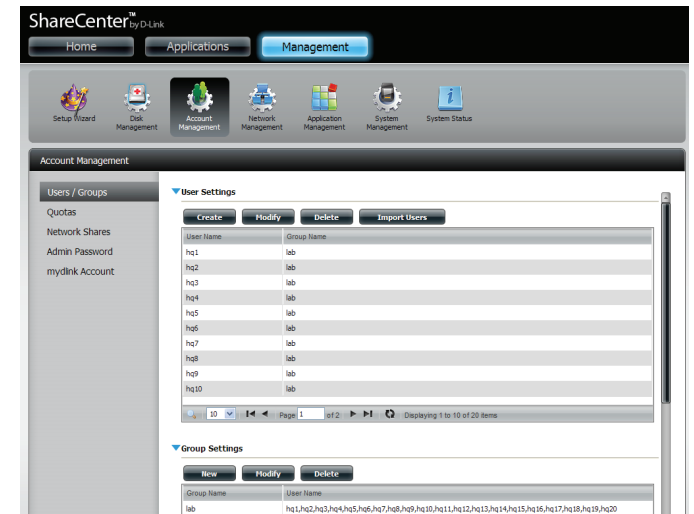 ShareCenter™ by D-Link
Home Applications Management
Setup Wizard Disk Management Account Management Network Management Application Management System Management System Status
Account Management
Users / Groups
Quotas
Network Shares
Admin Password
mydlink Account
User Settings
Create Modify Delete Import Users
User Name Group Name
hq1 lab
hq2 lab
hq3 lab
hq4 lab
hq5 lab
hq6 lab
hq7 lab
hq8 lab
hq9 lab
hq10 lab
10 Page 1 of 2 Displaying 1 to 10 of 20 items
Group Settings
New Modify Delete
Group Name User Name
lab hq1,hq2,hq3,hq4,hq5,hq6,hq7,hq8,hq9,hq10,hq11,hq12,hq13,hq14,hq15,hq16,hq17,hq18,hq19,hq20